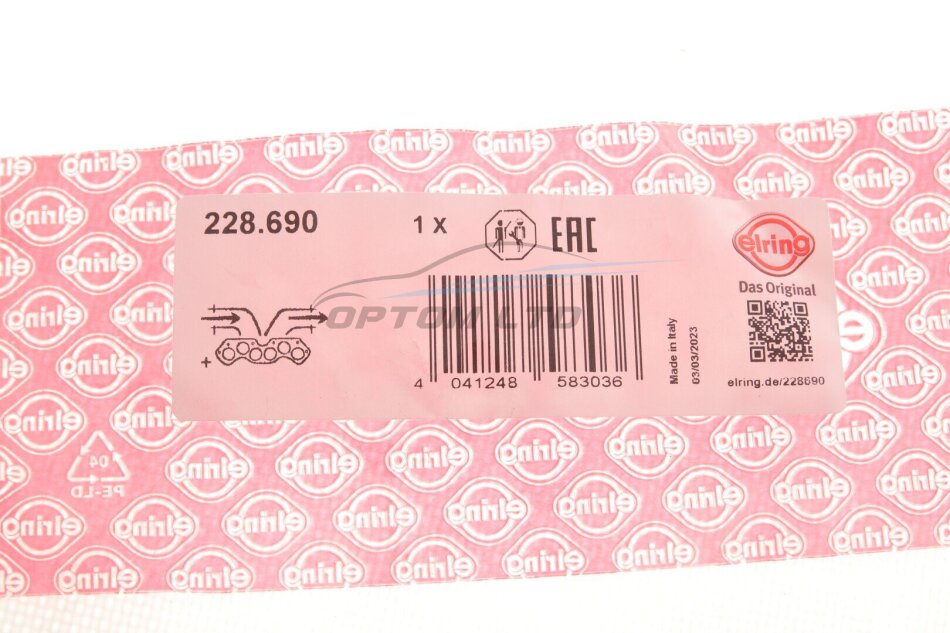 228.690
1 X
EAC
elring
Das Original
+
OPTOM LTD
4 041248 583036
Made in Italy
03/03/2023
elring.de/228690
04
PE-LD